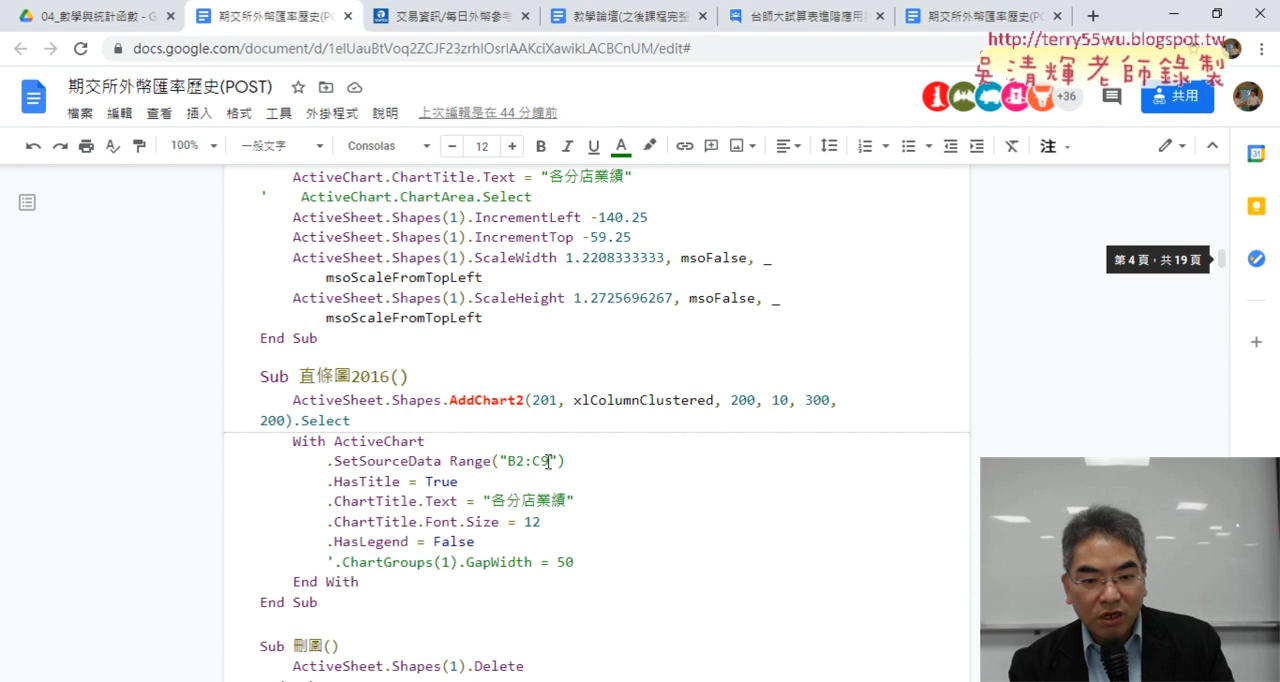 04_數學與統計函數 - G
期交所外幣匯率歷史(P
交易資訊/每日外幣參考
教學論壇(之後課程完整
台師大試算表進階應用
期交所外幣匯率歷史(P
docs.google.com/document/d/1eIUauBtVoq2ZCJF23zrhIOsrIAAKciXawikLACBCnUM/edit#
http://terry55wu.blogspot.tw
吳清輝老師錄製
期交所外幣匯率歷史(POST)
檔案 編輯 查看 插入 格式 工具 外掛程式 說明 上次編輯是在 44 分鐘前
+36
共用
100% 一般文字 Consolas 12 注
ActiveChart.ChartTitle.Text = "各分店業績"
' ActiveChart.ChartArea.Select
ActiveSheet.Shapes(1).IncrementLeft -140.25
ActiveSheet.Shapes(1).IncrementTop -59.25
ActiveSheet.Shapes(1).ScaleWidth 1.2208333333, msoFalse, _
msoScaleFromTopLeft
ActiveSheet.Shapes(1).ScaleHeight 1.2725696267, msoFalse, _
msoScaleFromTopLeft
End Sub
第 4 頁，共 19 頁
Sub 直條圖2016()
ActiveSheet.Shapes.AddChart2(201, xlColumnClustered, 200, 10, 300,
200).Select
With ActiveChart
.SetSourceData Range("B2:C9")
.HasTitle = True
.ChartTitle.Text = "各分店業績"
.ChartTitle.Font.Size = 12
.HasLegend = False
'.ChartGroups(1).GapWidth = 50
End With
End Sub
Sub 刪圖()
ActiveSheet.Shapes(1).Delete